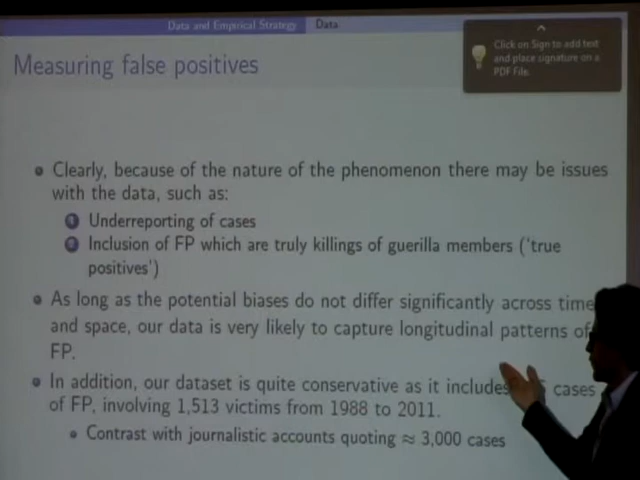 Data and Empirical Strategy Data
Click on Sign to add text
and place signature on a
PDF File.
Measuring false positives
Clearly, because of the nature of the phenomenon there may be issues
with the data, such as:
1 Underreporting of cases
2 Inclusion of FP which are truly killings of guerilla members ('true
positives')
As long as the potential biases do not differ significantly across time
and space, our data is very likely to capture longitudinal patterns of
FP.
In addition, our dataset is quite conservative as it includes cases
of FP, involving 1,513 victims from 1988 to 2011.
Contrast with journalistic accounts quoting ≈ 3,000 cases